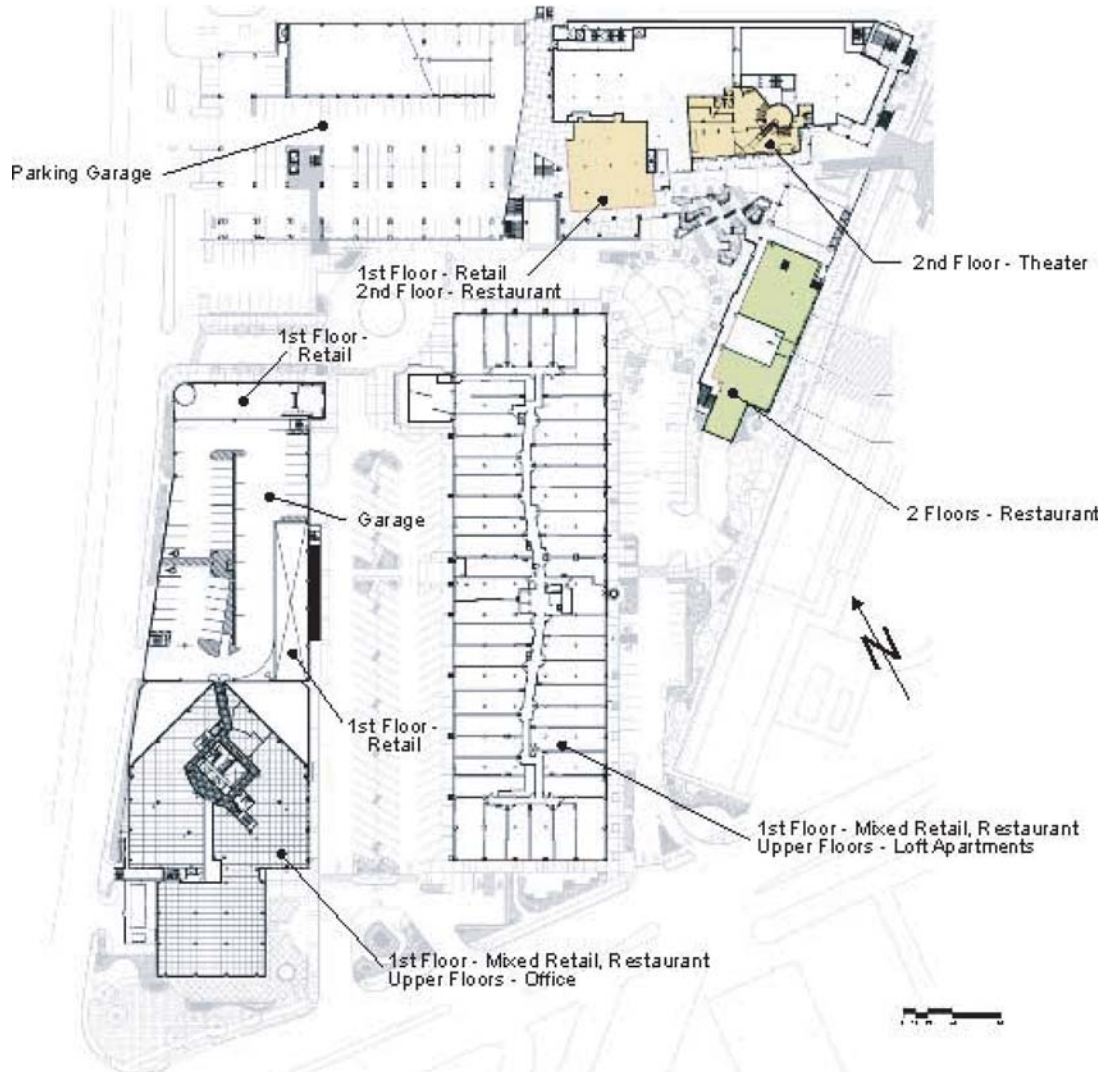 Parking Garage
1st Floor - Retail
2nd Floor - Restaurant
2nd Floor - Theater
1st Floor -
Retail
2 Floors - Restaurant
Garage
N
1st Floor -
Retail
1st Floor - Mixed Retail, Restaurant
Upper Floors - Loft Apartments
1st Floor - Mixed Retail, Restaurant
Upper Floors - Office